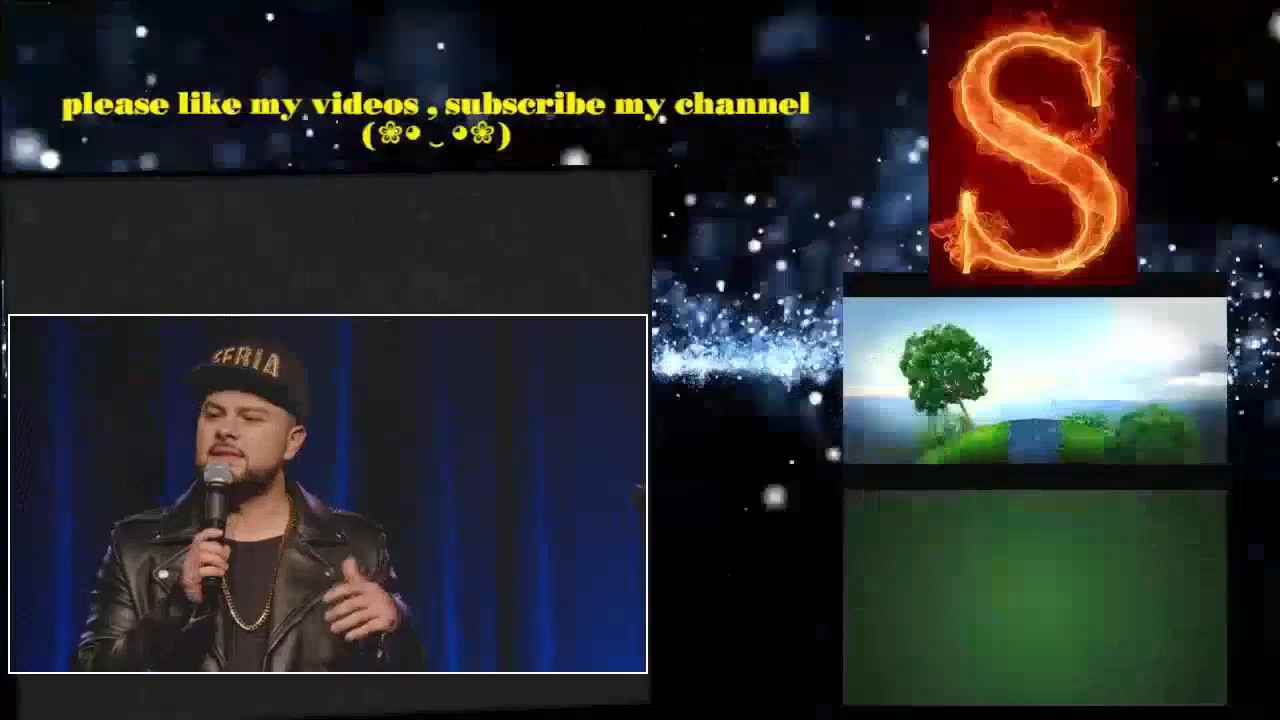 please like my videos , subscribe my channel
(❀◕ ‿ ◕❀)
S